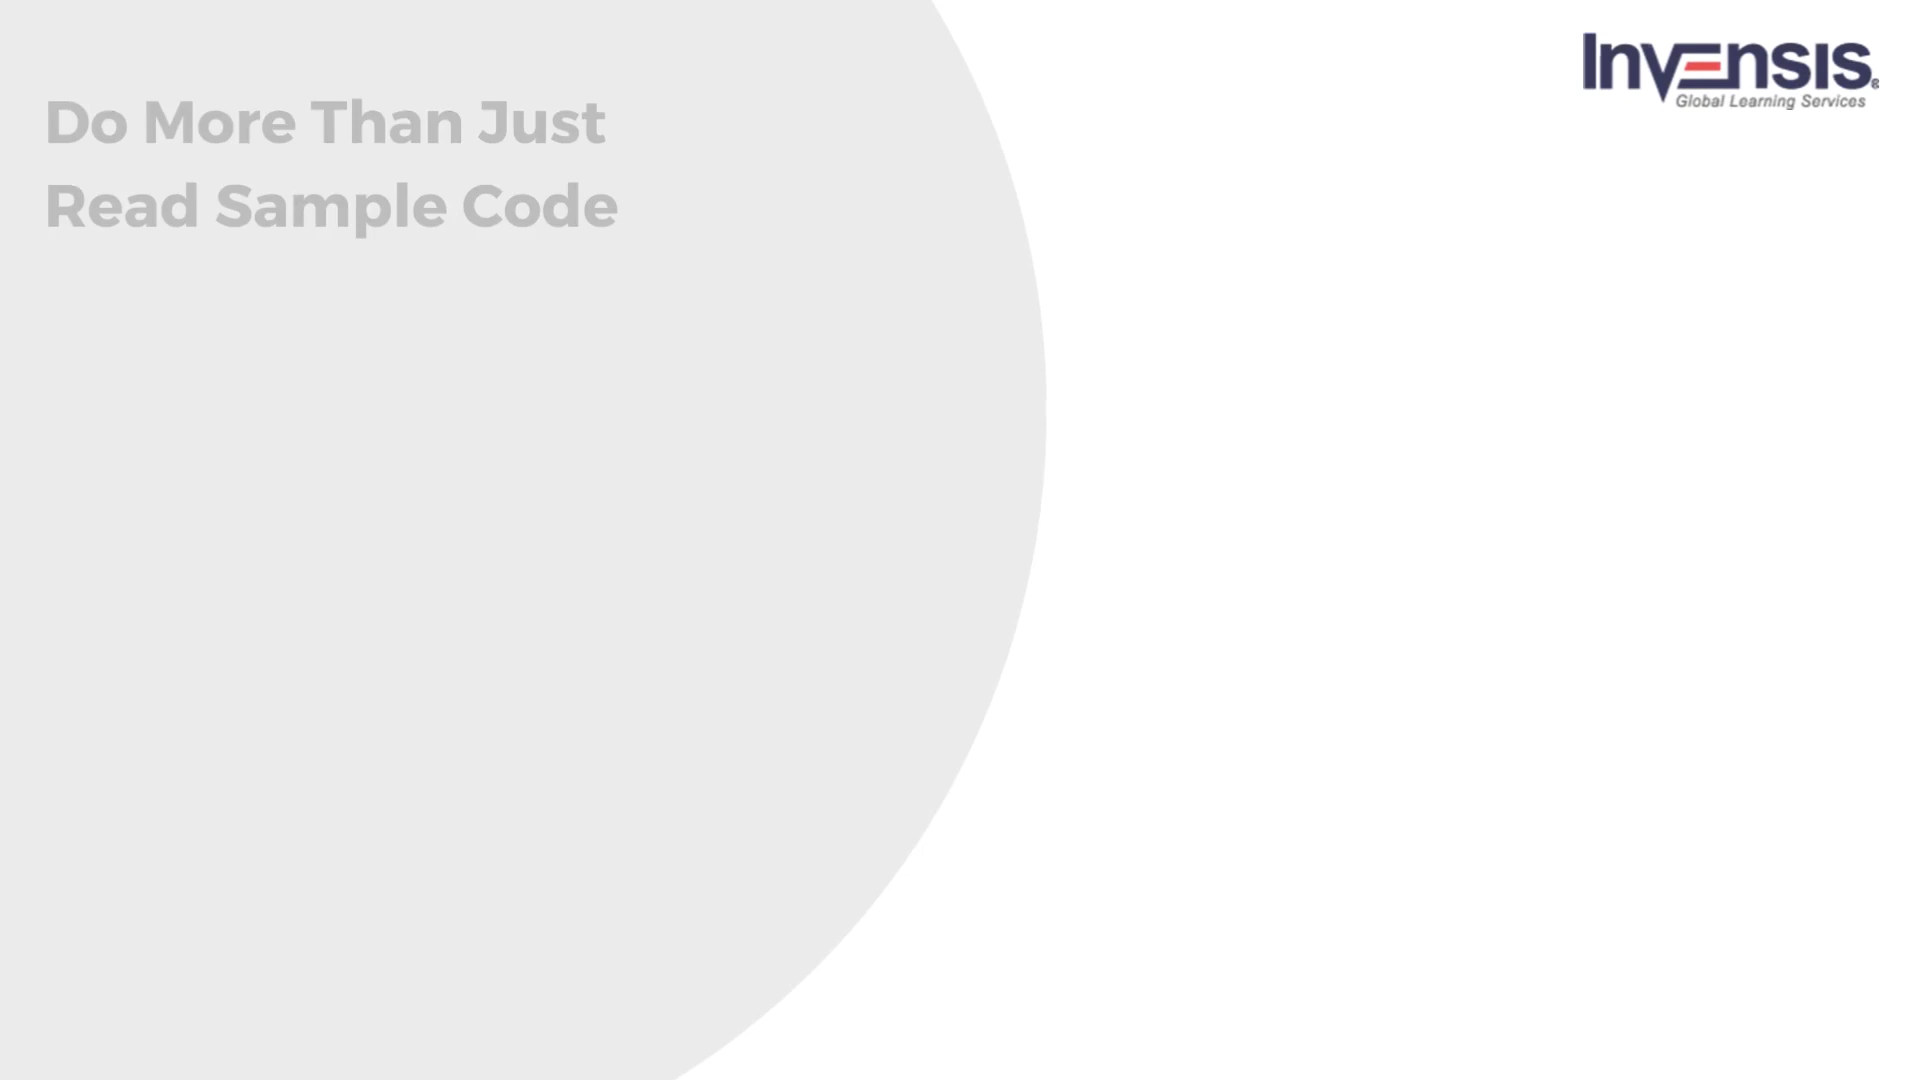 Invensis
Global Learning Services
Do More Than Just
Read Sample Code